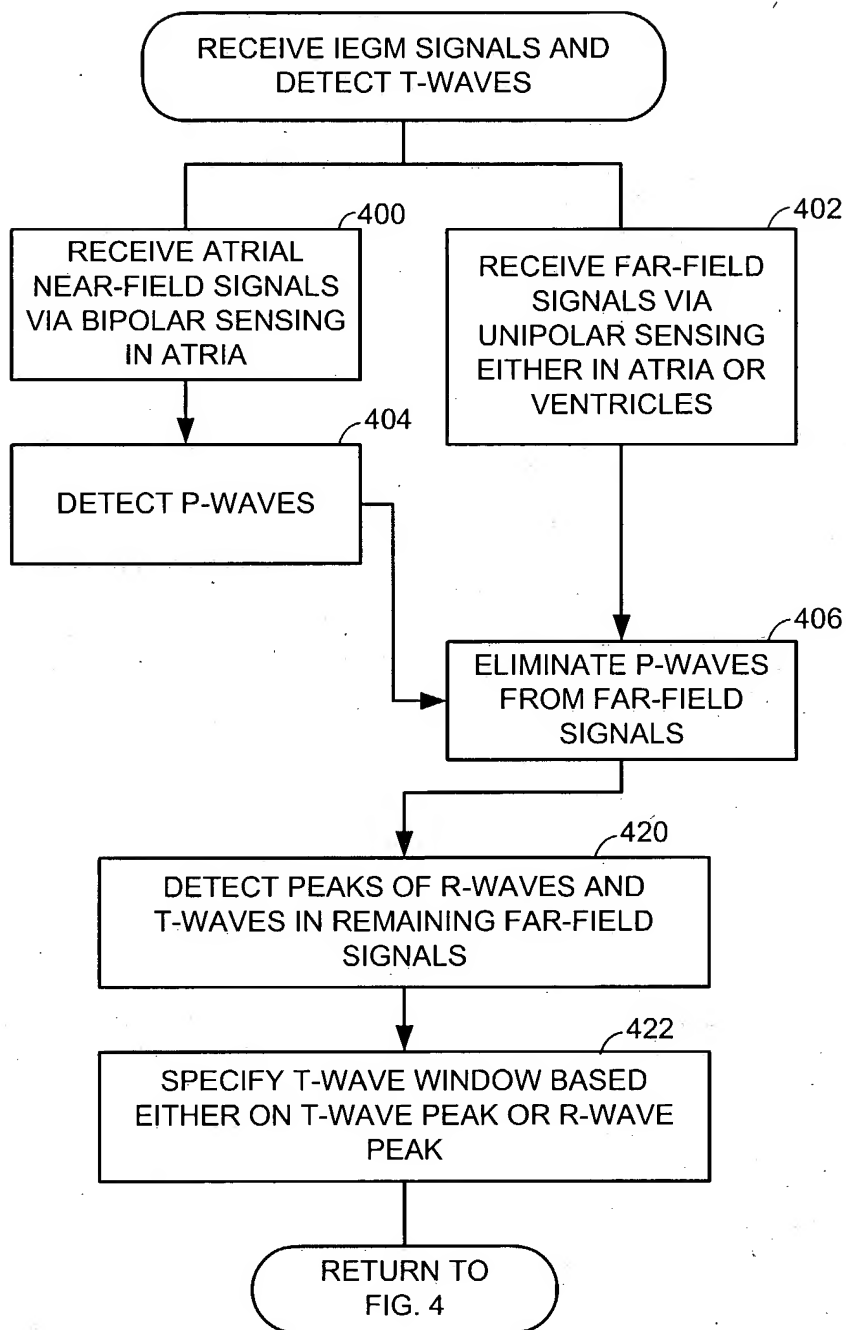 RECEIVE IEGM SIGNALS AND
DETECT T-WAVES
400
RECEIVE ATRIAL
NEAR-FIELD SIGNALS
VIA BIPOLAR SENSING
IN ATRIA
402
RECEIVE FAR-FIELD
SIGNALS VIA
UNIPOLAR SENSING
EITHER IN ATRIA OR
VENTRICLES
404
DETECT P-WAVES
406
ELIMINATE P-WAVES
FROM FAR-FIELD
SIGNALS
420
DETECT PEAKS OF R-WAVES AND
T-WAVES IN REMAINING FAR-FIELD
SIGNALS
422
SPECIFY T-WAVE WINDOW BASED
EITHER ON T-WAVE PEAK OR R-WAVE
PEAK
RETURN TO
FIG. 4